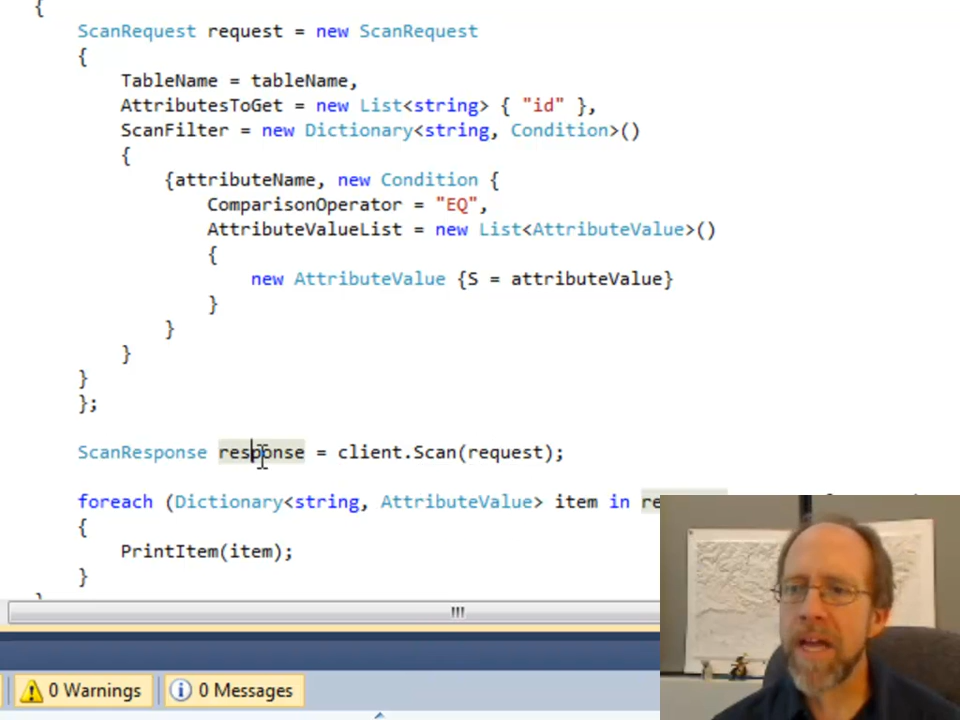 {
ScanRequest request = new ScanRequest
{
TableName = tableName,
AttributesToGet = new List<string> { "id" },
ScanFilter = new Dictionary<string, Condition>()
{
{attributeName, new Condition {
ComparisonOperator = "EQ",
AttributeValueList = new List<AttributeValue>()
{
new AttributeValue {S = attributeValue}
}
}
}
}
};
ScanResponse response = client.Scan(request);
foreach (Dictionary<string, AttributeValue> item in
{
PrintItem(item);
}
0 Warnings
0 Messages